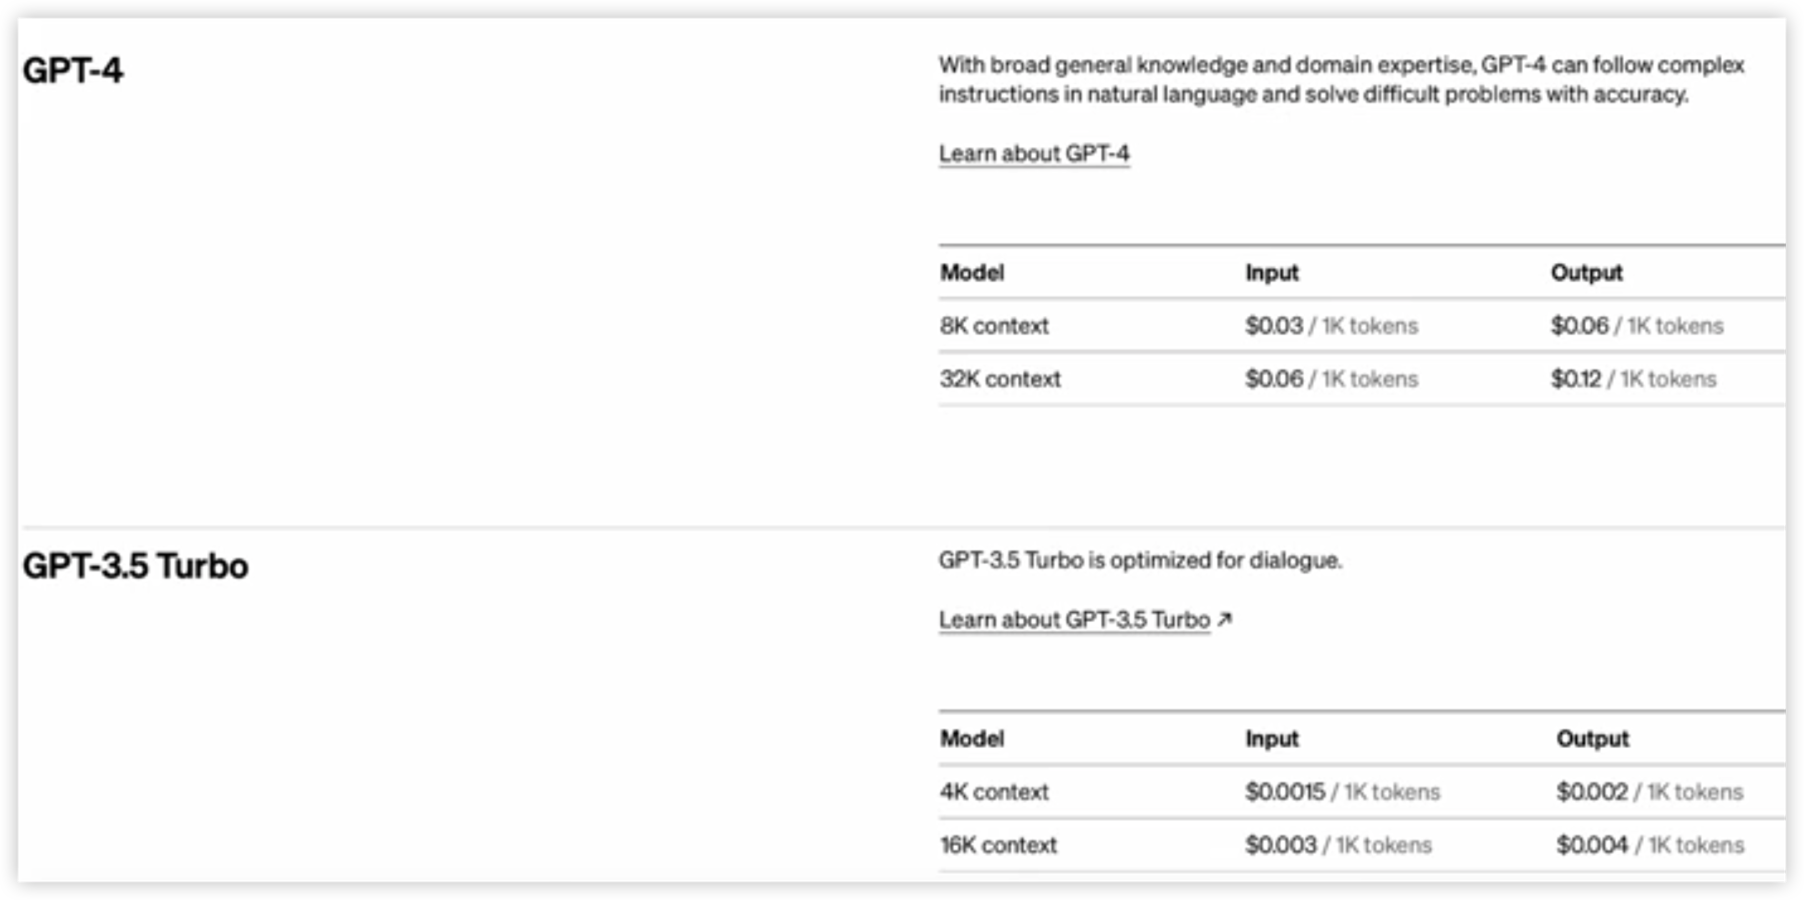 GPT-4
With broad general knowledge and domain expertise, GPT-4 can follow complex
instructions in natural language and solve difficult problems with accuracy.
Learn about GPT-4
Model Input Output
8K context $0.03 / 1K tokens $0.06 / 1K tokens
32K context $0.06 / 1K tokens $0.12 / 1K tokens
GPT-3.5 Turbo
GPT-3.5 Turbo is optimized for dialogue.
Learn about GPT-3.5 Turbo ↗
Model Input Output
4K context $0.0015 / 1K tokens $0.002 / 1K tokens
16K context $0.003 / 1K tokens $0.004 / 1K tokens